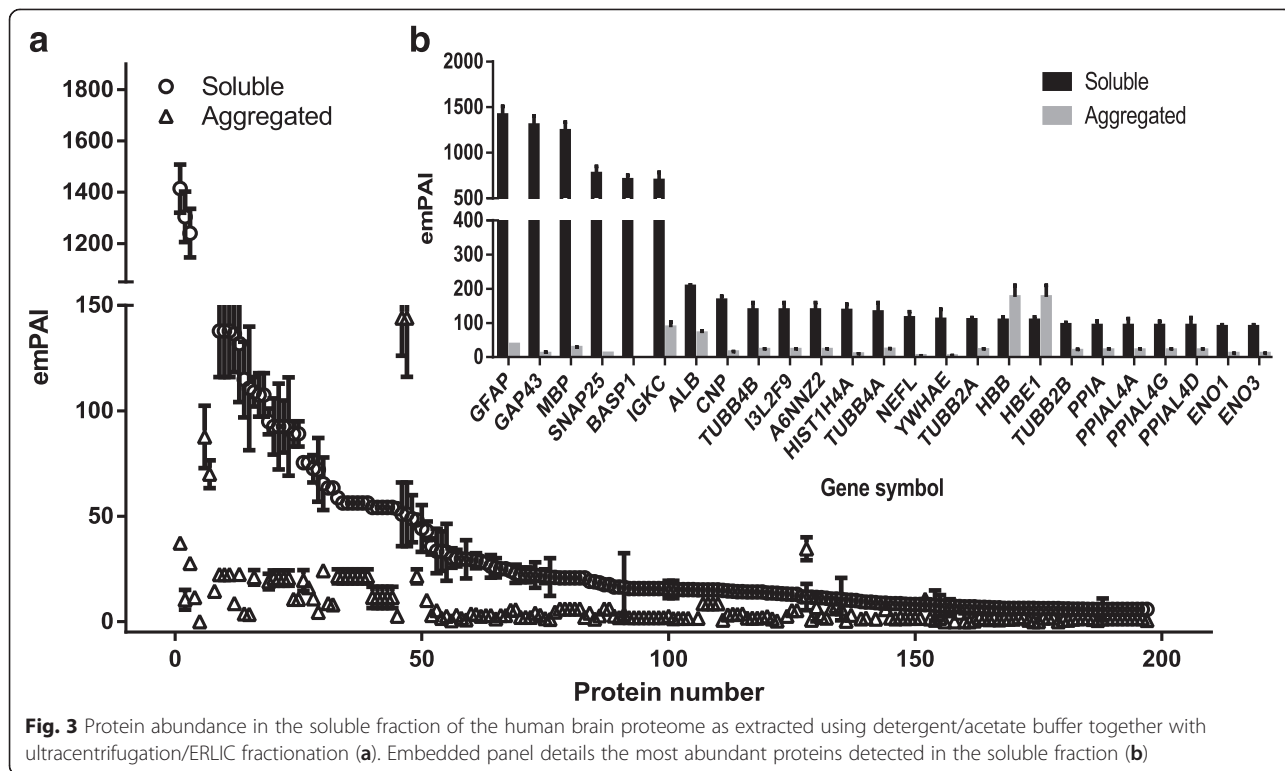 a
1800
1600
1400
1200
150
100
50
0
emPAI
Soluble
Aggregated
0
50
100
150
200
Protein number
b
2000
1500
1000
500
400
300
200
100
0
emPAI
Soluble
Aggregated
GFAP
GAP43
MBP
SNAP25
BASP1
IGKC
ALB
CNP
TUBB4B
I3L2F9
A6NNZ2
HIST1H4A
TUBB4A
NEFL
YWHAE
TUBB2A
HBB
HBE1
TUBB2B
PPIA
PPIAL4A
PPIAL4G
PPIAL4D
ENO1
ENO3
Gene symbol
Fig. 3 Protein abundance in the soluble fraction of the human brain proteome as extracted using detergent/acetate buffer together with
ultracentrifugation/ERLIC fractionation (a). Embedded panel details the most abundant proteins detected in the soluble fraction (b)